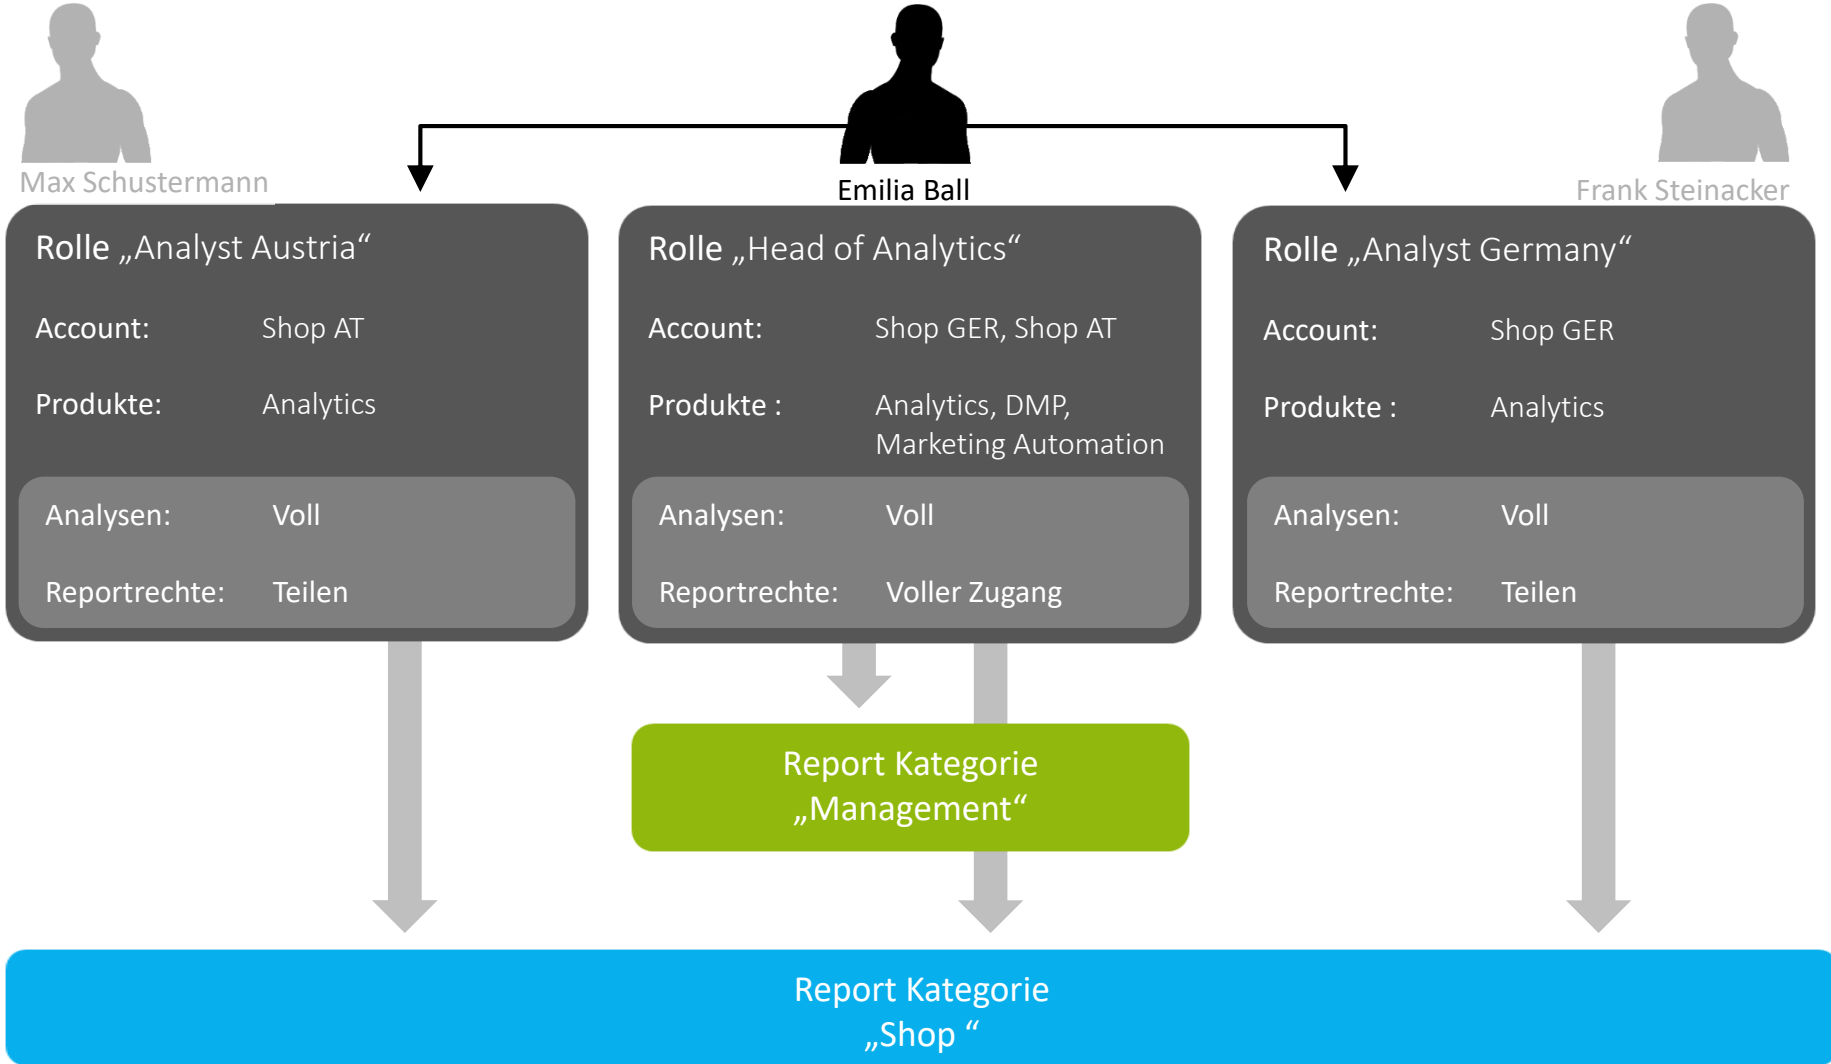 Max Schustermann
Emilia Ball
Frank Steinacker
Rolle „Analyst Austria“
Account: Shop AT
Produkte: Analytics
Analysen: Voll
Reportrechte: Teilen
Rolle „Head of Analytics“
Account: Shop GER, Shop AT
Produkte : Analytics, DMP,
Marketing Automation
Analysen: Voll
Reportrechte: Voller Zugang
Rolle „Analyst Germany“
Account: Shop GER
Produkte : Analytics
Analysen: Voll
Reportrechte: Teilen
Report Kategorie
„Management“
Report Kategorie
„Shop “